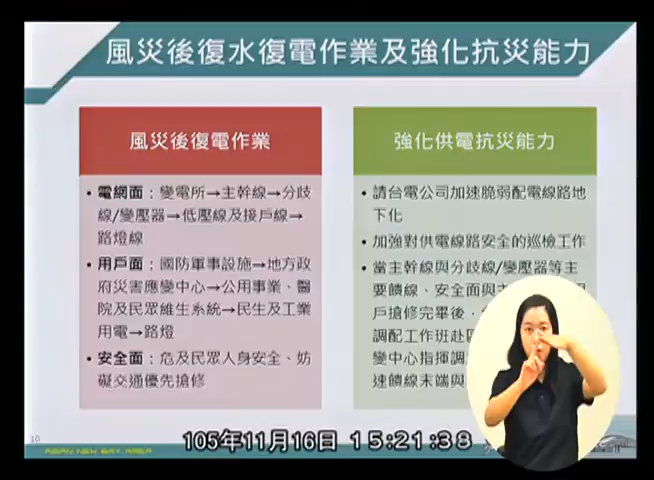 風災後復水復電作業及強化抗災能力
風災後復電作業
• 電網面：變電所→主幹線→分歧
線/變壓器→低壓線及接戶線→
路燈線
• 用戶面：國防軍事設施→地方政
府災害應變中心→公用事業、醫
院及民眾維生系統→民生及工業
用電→路燈
• 安全面：危及民眾人身安全、妨
礙交通優先搶修
強化供電抗災能力
• 請台電公司加速脆弱配電線路地
下化
• 加強對供電線路安全的巡檢工作
• 當主幹線與分歧線/變壓器等主
要饋線、安全面與
戶搶修完畢後，
調配工作班赴
變中心指揮調
速饋線末端與
10
ASIAN NEW BAY AREA
105年11月16日 15:21:38